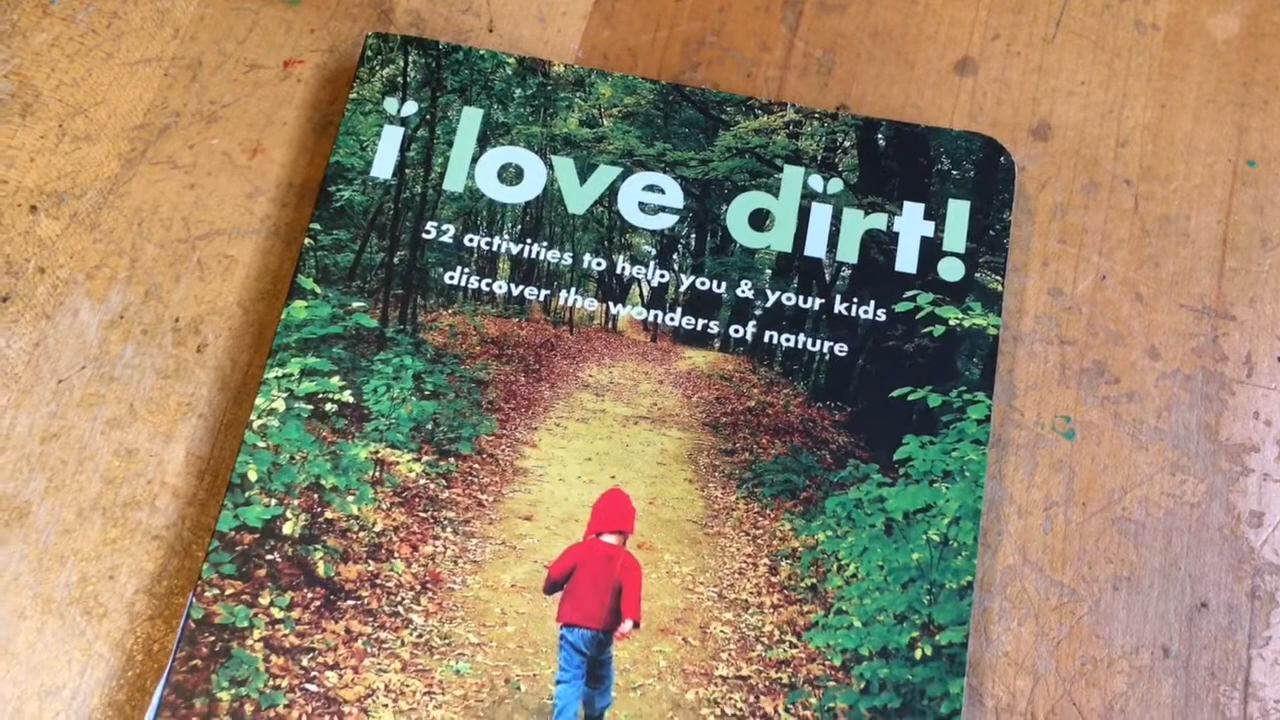 i love dirt!
52 activities to help you & your kids
discover the wonders of nature